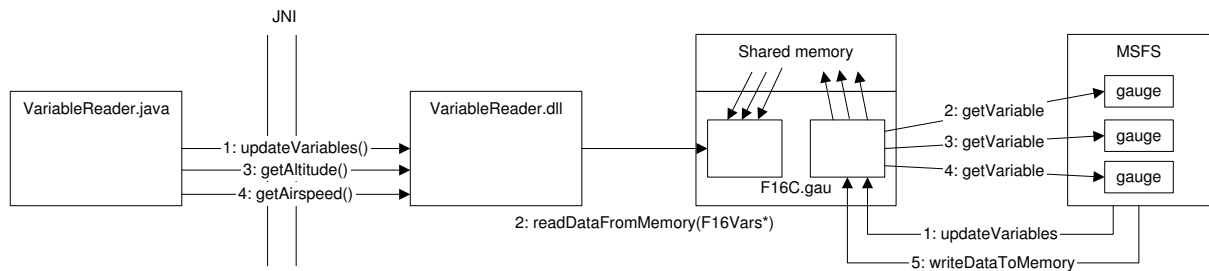 JNI
Shared memory
MSFS
VariableReader.java
VariableReader.dll
gauge
2: getVariable
gauge
3: getVariable
1: updateVariables()
3: getAltitude()
4: getVariable
gauge
4: getAirspeed()
F16C.gau
2: readDataFromMemory(F16Vars*)
1: updateVariables
5: writeDataToMemory